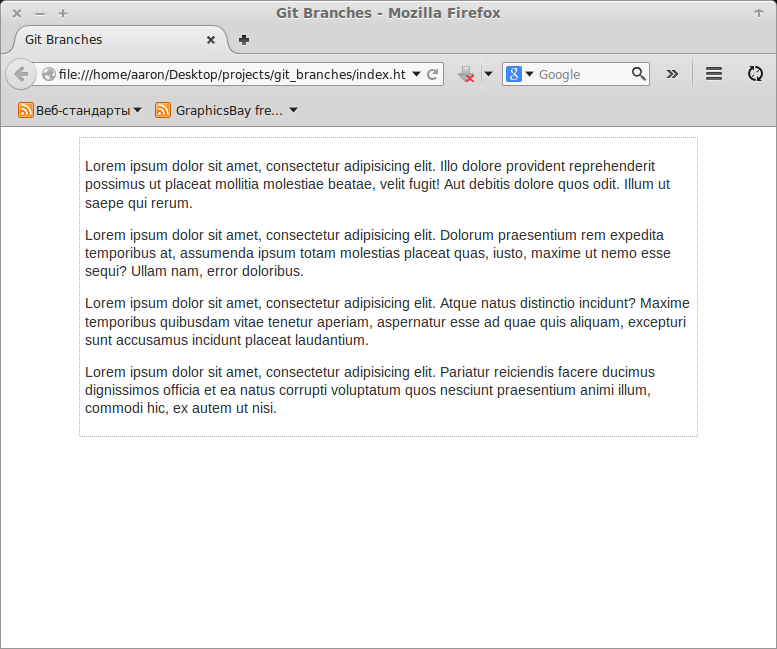 Git Branches - Mozilla Firefox
Git Branches
file:///home/aaron/Desktop/projects/git_branches/index.ht
8
Google
Веб-стандарты
GraphicsBay fre...
Lorem ipsum dolor sit amet, consectetur adipisicing elit. Illo dolore provident reprehenderit
possimus ut placeat mollitia molestiae beatae, velit fugit! Aut debitis dolore quos odit. Illum ut
saepe qui rerum.
Lorem ipsum dolor sit amet, consectetur adipisicing elit. Dolorum praesentium rem expedita
temporibus at, assumenda ipsum totam molestias placeat quas, iusto, maxime ut nemo esse
sequi? Ullam nam, error doloribus.
Lorem ipsum dolor sit amet, consectetur adipisicing elit. Atque natus distinctio incidunt? Maxime
temporibus quibusdam vitae tenetur aperiam, aspernatur esse ad quae quis aliquam, excepturi
sunt accusamus incidunt placeat laudantium.
Lorem ipsum dolor sit amet, consectetur adipisicing elit. Pariatur reiciendis facere ducimus
dignissimos officia et ea natus corrupti voluptatum quos nesciunt praesentium animi illum,
commodi hic, ex autem ut nisi.